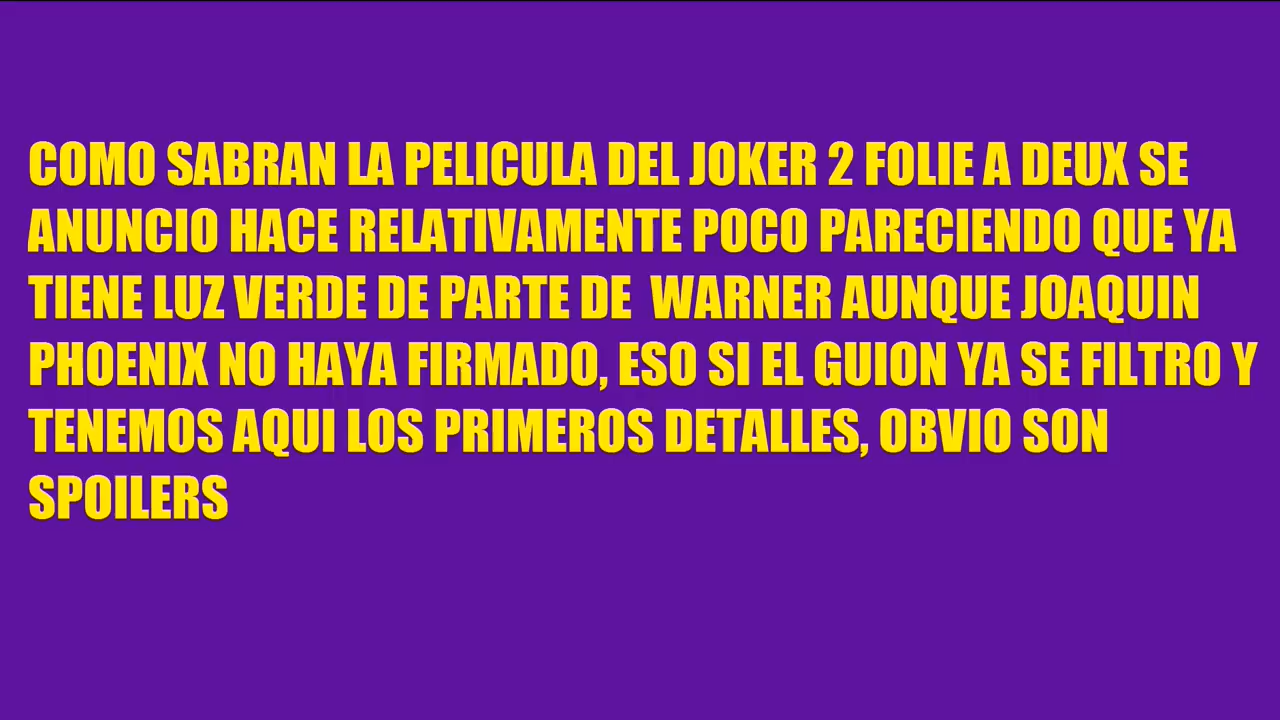 COMO SABRAN LA PELICULA DEL JOKER 2 FOLIE A DEUX SE
ANUNCIO HACE RELATIVAMENTE POCO PARECIENDO QUE YA
TIENE LUZ VERDE DE PARTE DE  WARNER AUNQUE JOAQUIN
PHOENIX NO HAYA FIRMADO, ESO SI EL GUION YA SE FILTRO Y
TENEMOS AQUI LOS PRIMEROS DETALLES, OBVIO SON
SPOILERS